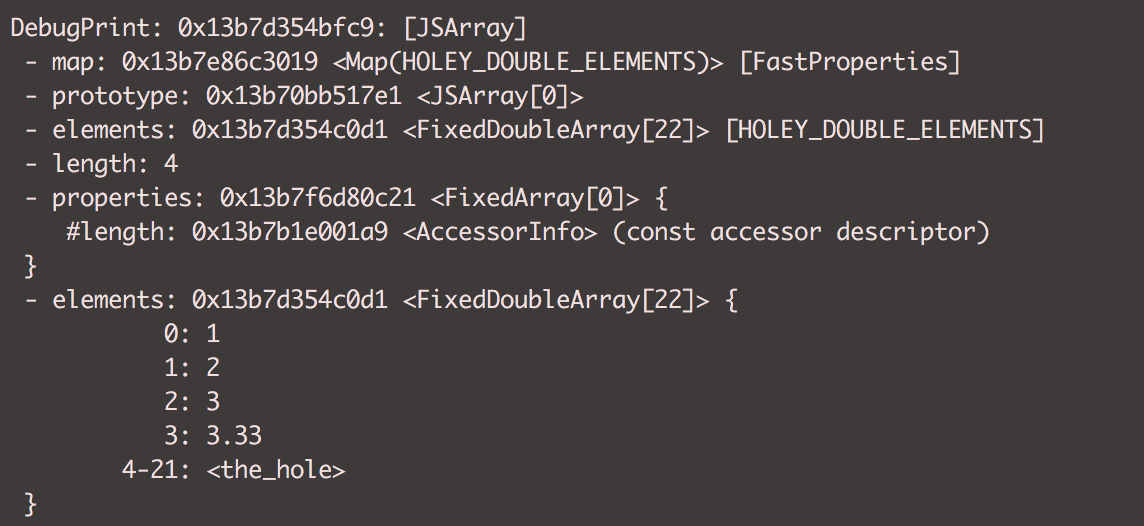 DebugPrint: 0x13b7d354bfc9: [JSArray]
- map: 0x13b7e86c3019 <Map(HOLEY_DOUBLE_ELEMENTS)> [FastProperties]
- prototype: 0x13b70bb517e1 <JSArray[0]>
- elements: 0x13b7d354c0d1 <FixedDoubleArray[22]> [HOLEY_DOUBLE_ELEMENTS]
- length: 4
- properties: 0x13b7f6d80c21 <FixedArray[0]> {
#length: 0x13b7b1e001a9 <AccessorInfo> (const accessor descriptor)
}
- elements: 0x13b7d354c0d1 <FixedDoubleArray[22]> {
0: 1
1: 2
2: 3
3: 3.33
4-21: <the_hole>
}